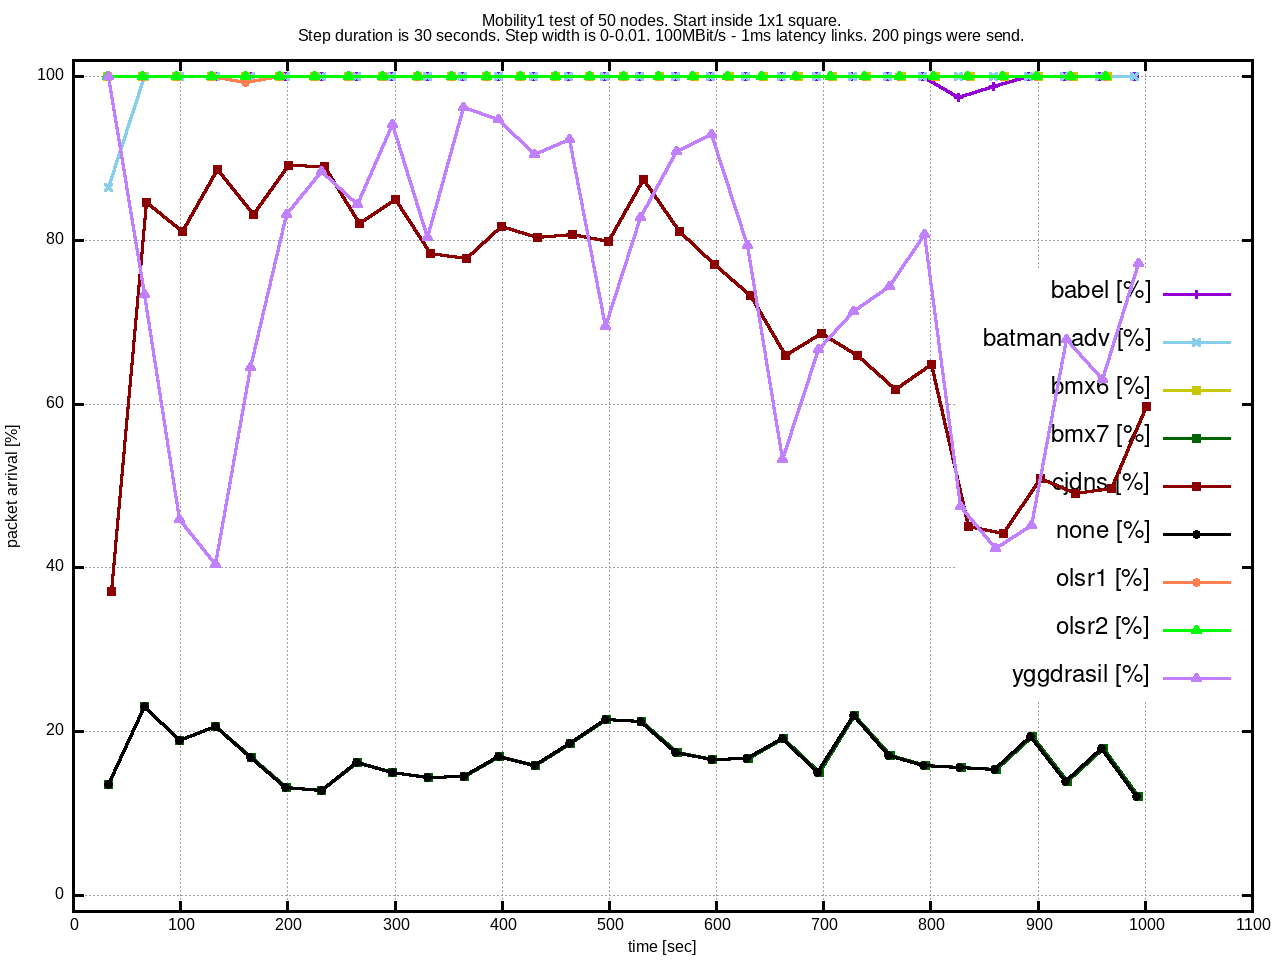 Mobility1 test of 50 nodes. Start inside 1x1 square.
Step duration is 30 seconds. Step width is 0-0.01. 100MBit/s - 1ms latency links. 200 pings were send.
packet arrival [%]
100
80
60
40
20
0
babel [%]
batman-adv [%]
bmx6 [%]
bmx7 [%]
cjdns [%]
none [%]
olsr1 [%]
olsr2 [%]
yggdrasil [%]
0 100 200 300 400 500 600 700 800 900 1000 1100
time [sec]